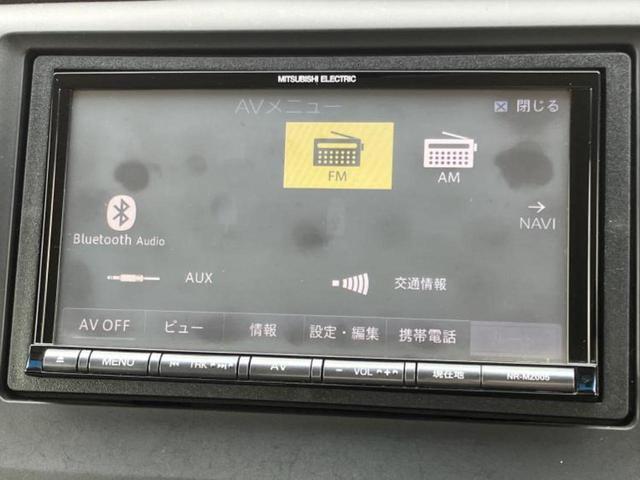 MITSUBISHI ELECTRIC
AVメニュー
閉じる
FM
AM
Bluetooth Audio
NAVI
AUX
交通情報
AV OFF ビュー 情報 設定・編集 携帯電話
MENU TRK AV - VOL + 現在地 NR-MZ005